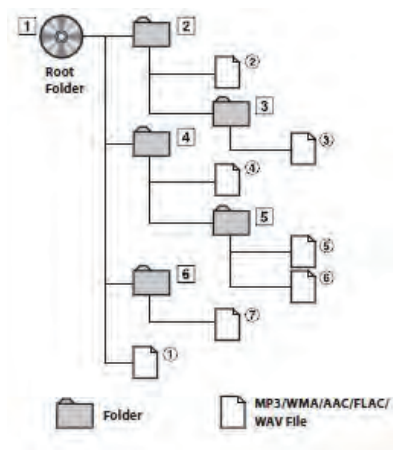 1
2
Root
Folder
②
3
③
4
④
5
⑤
⑥
6
⑦
①
Folder
MP3/WMA/AAC/FLAC/
WAV File